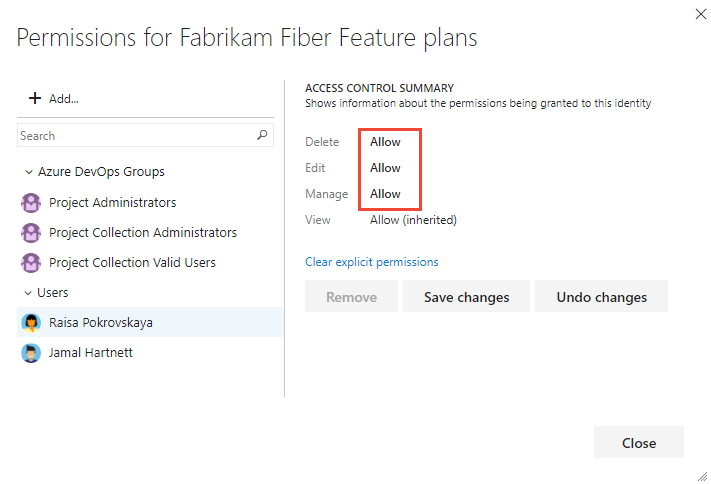 Permissions for Fabrikam Fiber Feature plans
Add...
Search
Azure DevOps Groups
Project Administrators
Project Collection Administrators
Project Collection Valid Users
Users
Raisa Pokrovskaya
Jamal Hartnett
ACCESS CONTROL SUMMARY
Shows information about the permissions being granted to this identity
Delete Allow
Edit Allow
Manage Allow
View Allow (inherited)
Clear explicit permissions
Remove Save changes Undo changes
Close